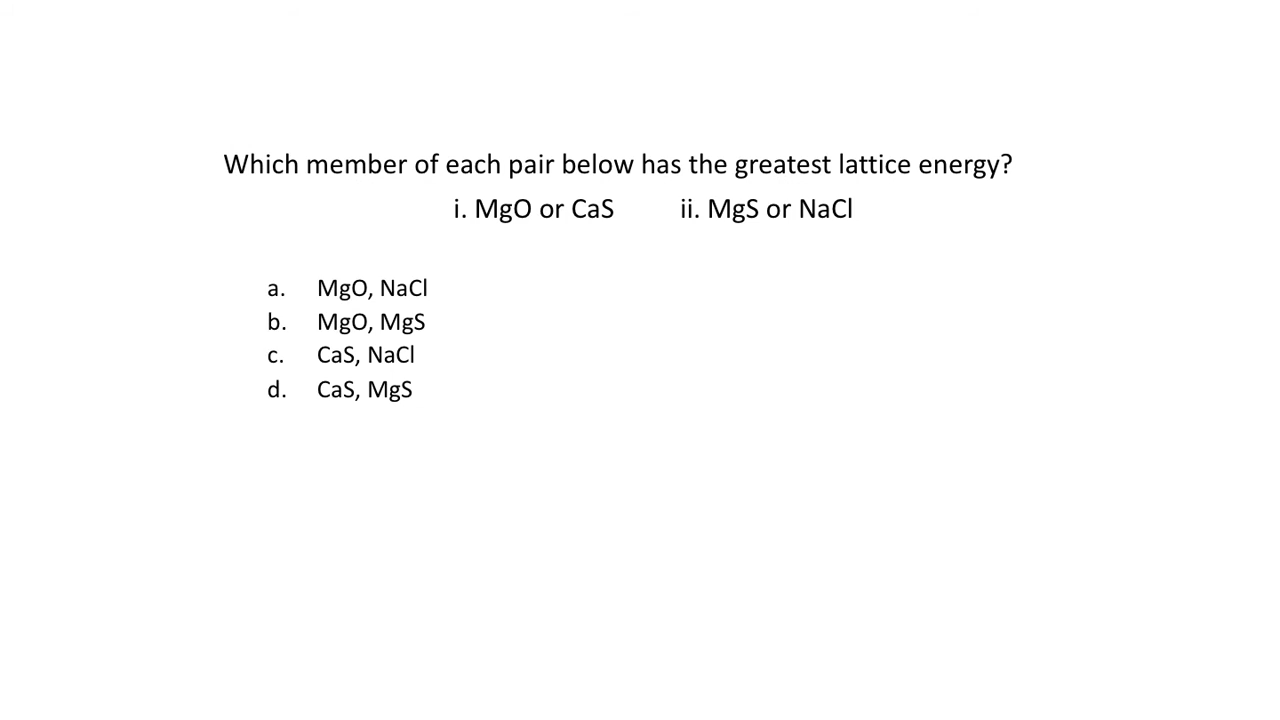 Which member of each pair below has the greatest lattice energy?
i. MgO or CaS ii. MgS or NaCl
a. MgO, NaCl
b. MgO, MgS
c. CaS, NaCl
d. CaS, MgS